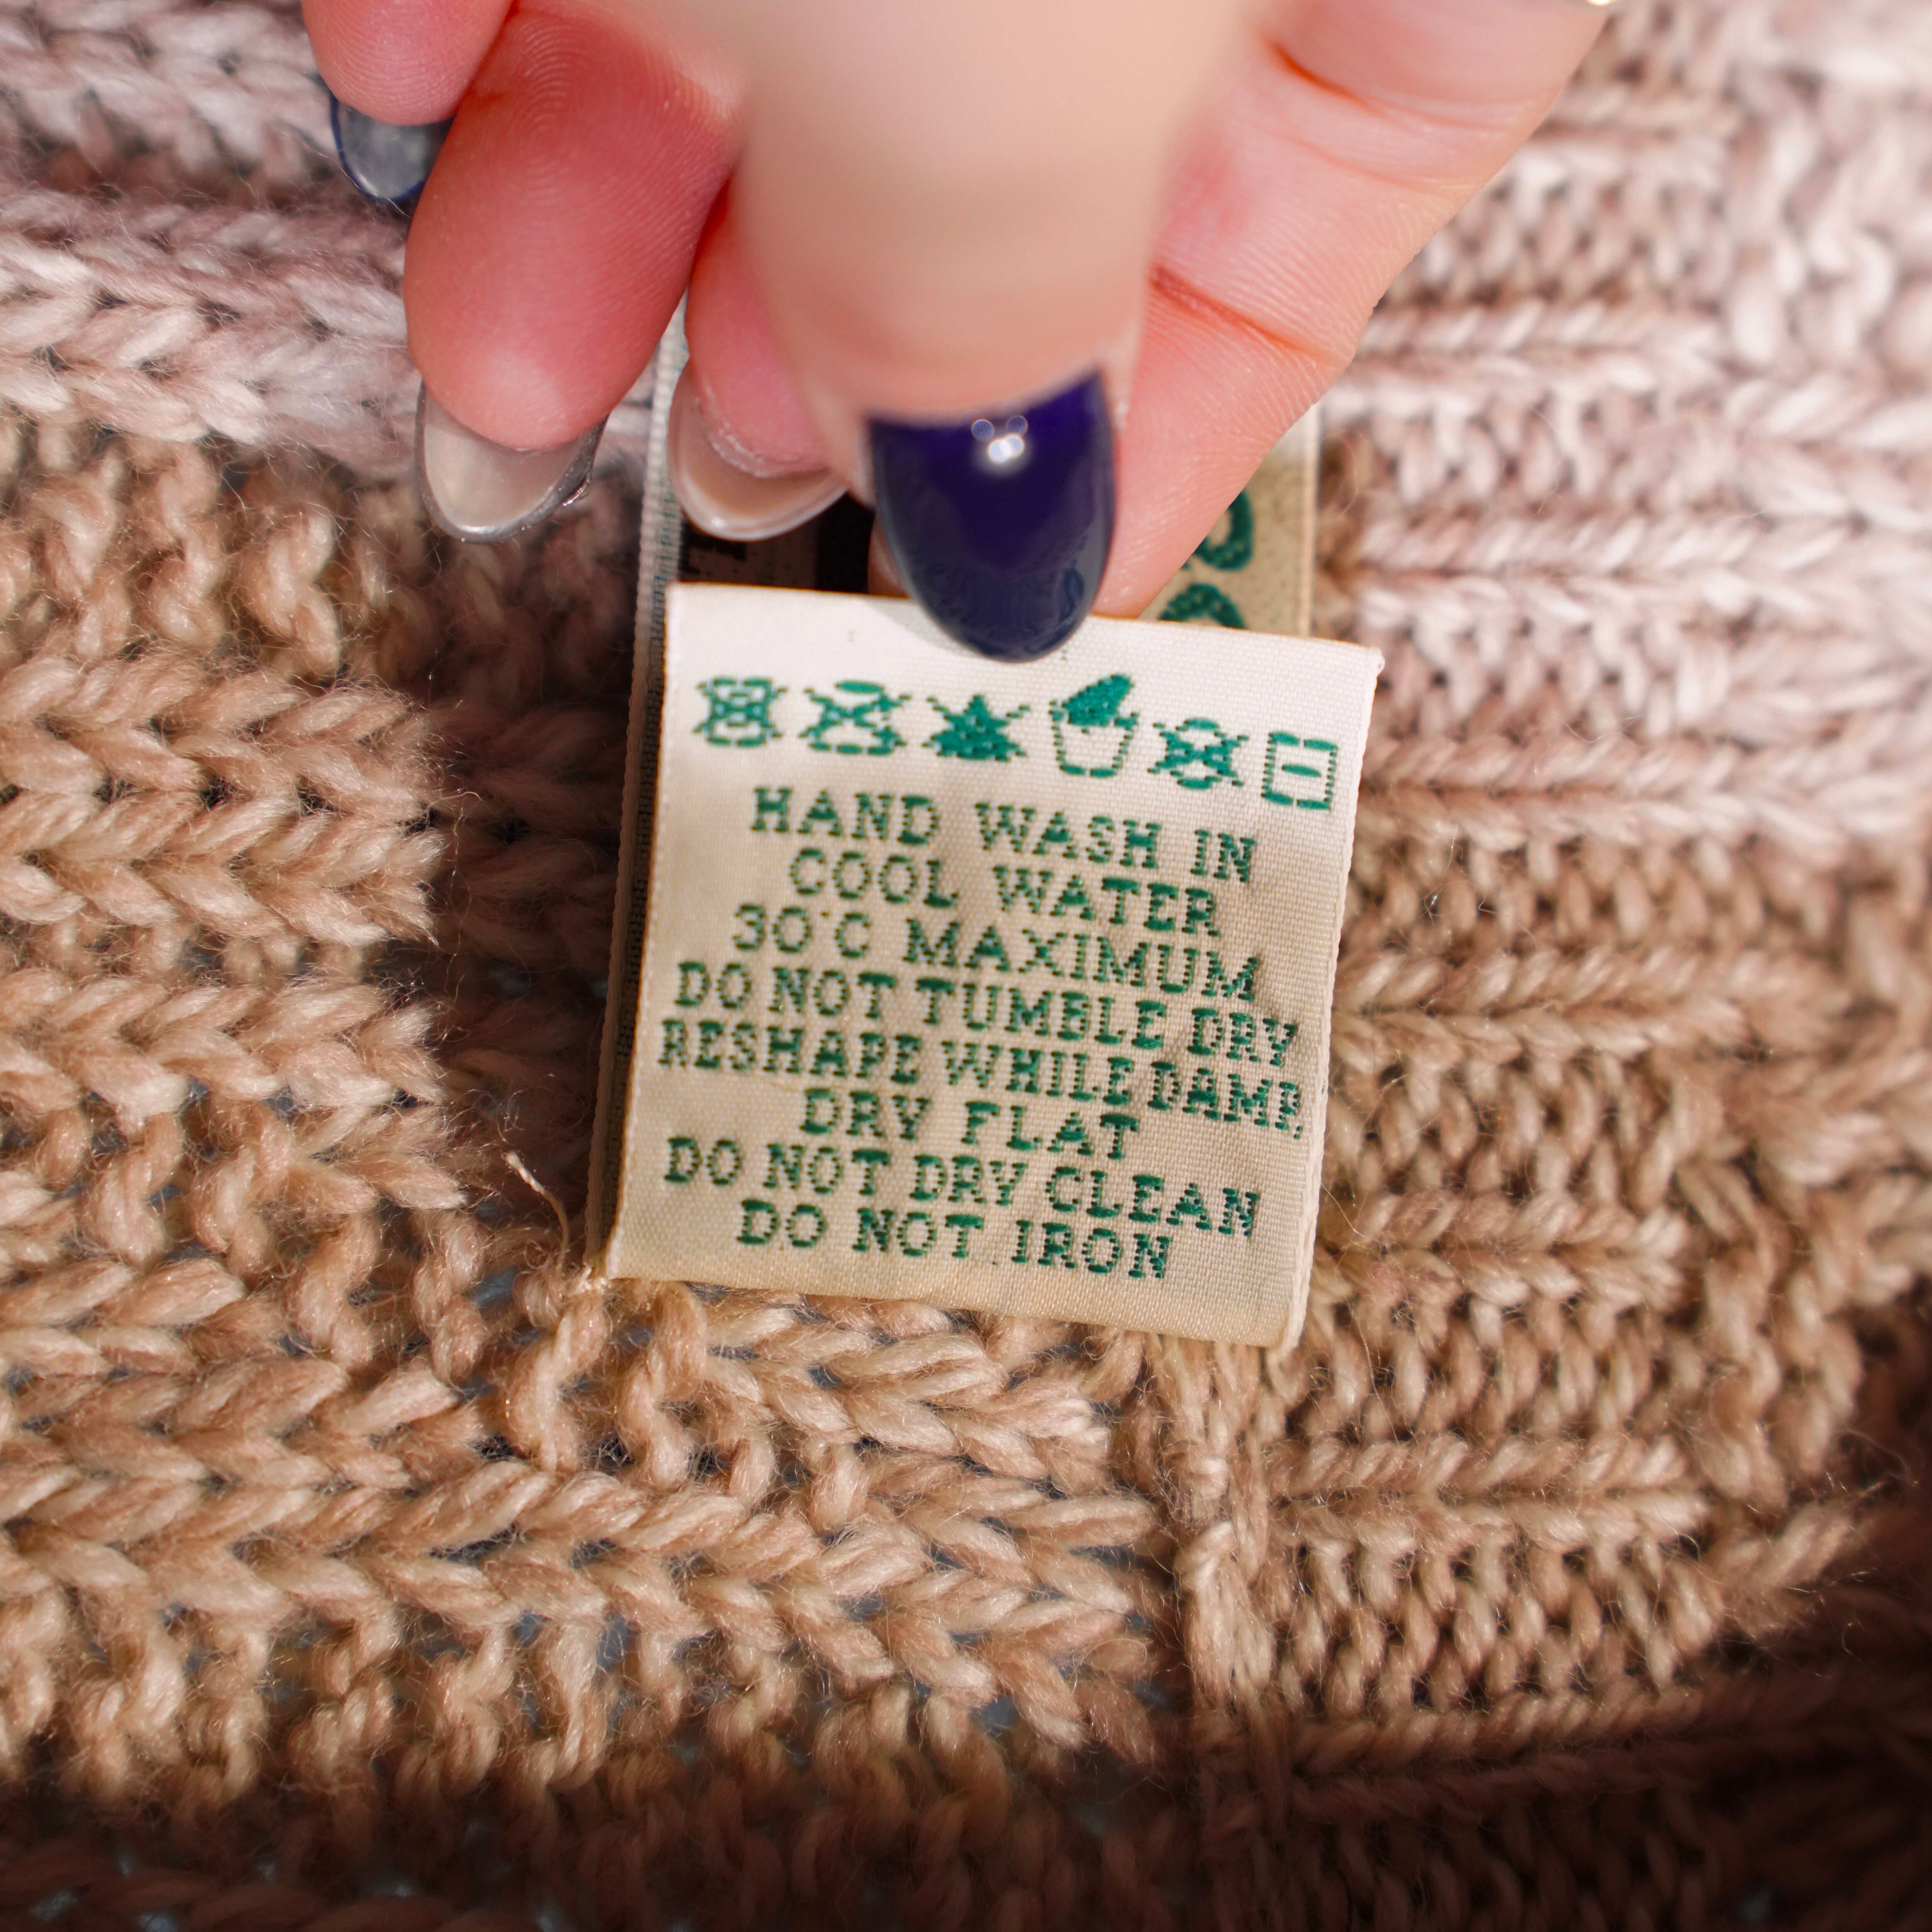 HAND WASH IN
COOL WATER
30°C MAXIMUM
DO NOT TUMBLE DRY
RESHAPE WHILE DAMP,
DRY FLAT
DO NOT DRY CLEAN
DO NOT IRON